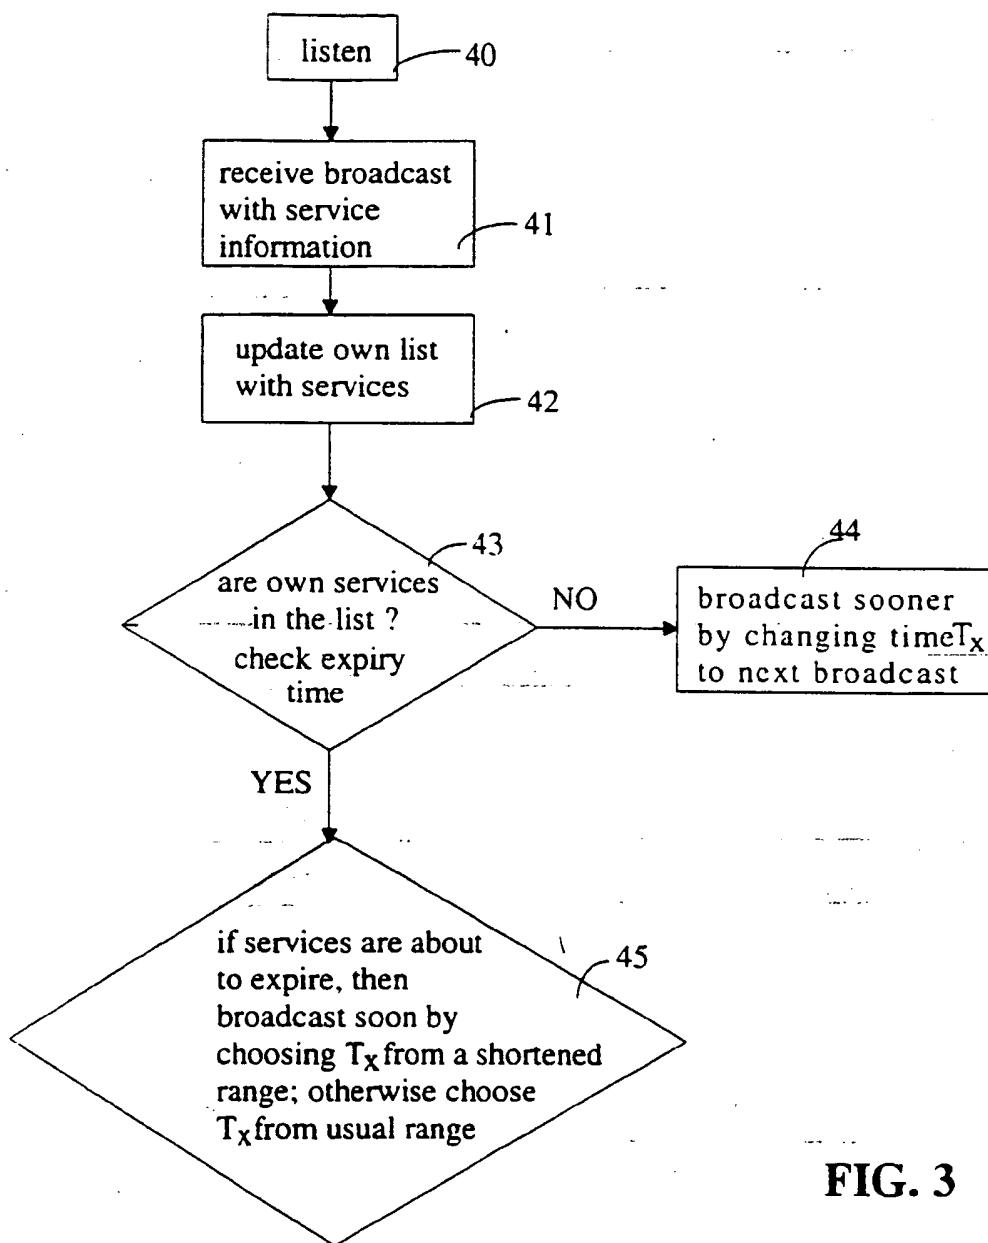 listen
40
receive broadcast
with service
information
41
update own list
with services
42
43
are own services
in the list ?
check expiry
time
NO
44
broadcast sooner
by changing timeTx
to next broadcast
YES
45
if services are about
to expire, then
broadcast soon by
choosing Tx from a shortened
range; otherwise choose
Tx from usual range
FIG. 3